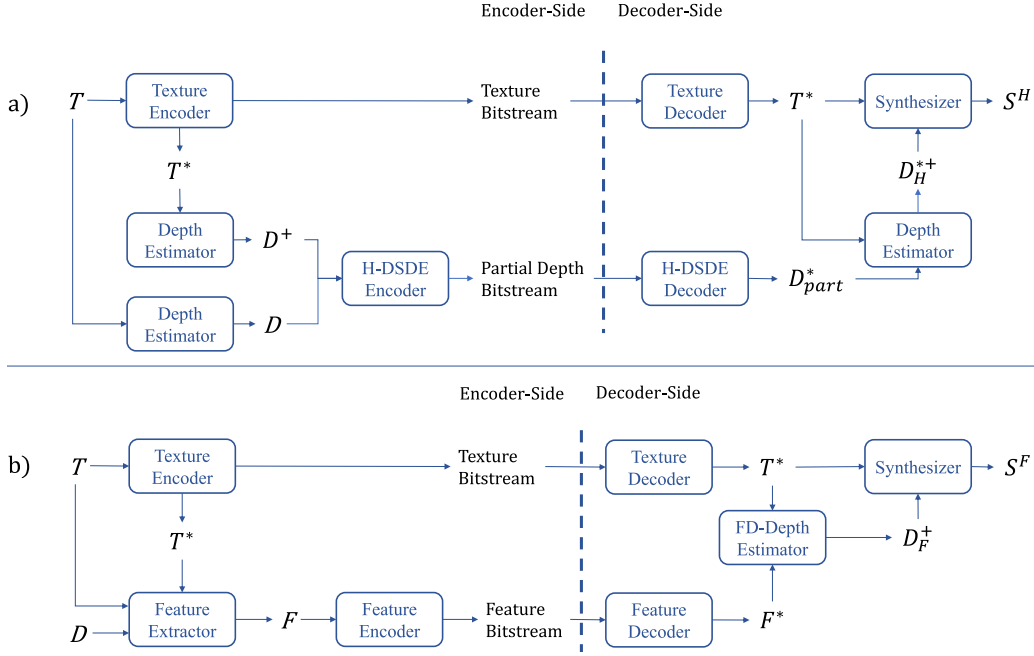 Encoder-Side Decoder-Side
a)
T
Texture
Encoder
Texture
Bitstream
Texture
Decoder
T*
Synthesizer
S^H
T*
D_H^{*+}
Depth
Estimator
D^+
H-DSDE
Encoder
Partial Depth
Bitstream
H-DSDE
Decoder
D_{part}^*
Depth
Estimator
Depth
Estimator
D
Encoder-Side Decoder-Side
b)
T
Texture
Encoder
Texture
Bitstream
Texture
Decoder
T*
Synthesizer
S^F
T*
FD-Depth
Estimator
D_F^+
D
Feature
Extractor
F
Feature
Encoder
Feature
Bitstream
Feature
Decoder
F*